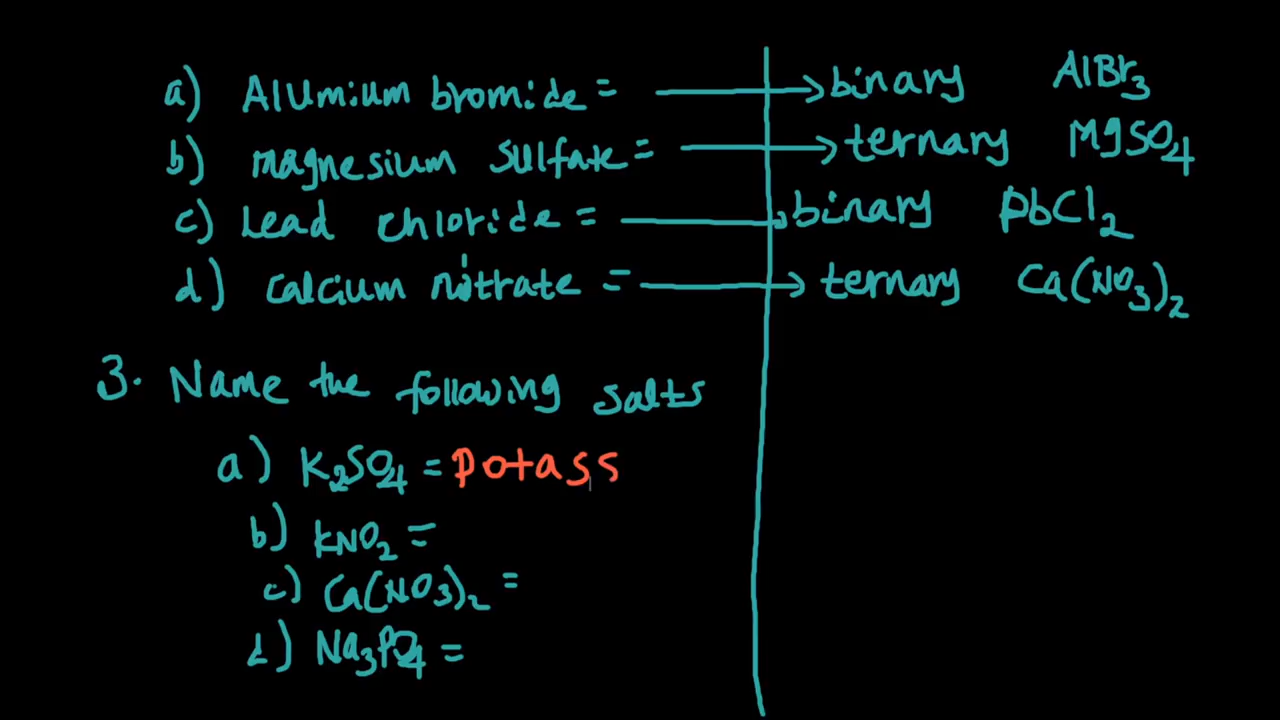 a) Alumium bromide = → binary AlBr₃
b) magnesium sulfate = → ternary MgSO₄
c) Lead chloride = → binary PbCl₂
d) calcium nitrate = → ternary Ca(NO₃)₂
3. Name the following salts
a) K₂SO₄ = potass
b) KNO₂ =
c) Ca(NO₃)₂ =
d) Na₃PO₄ =